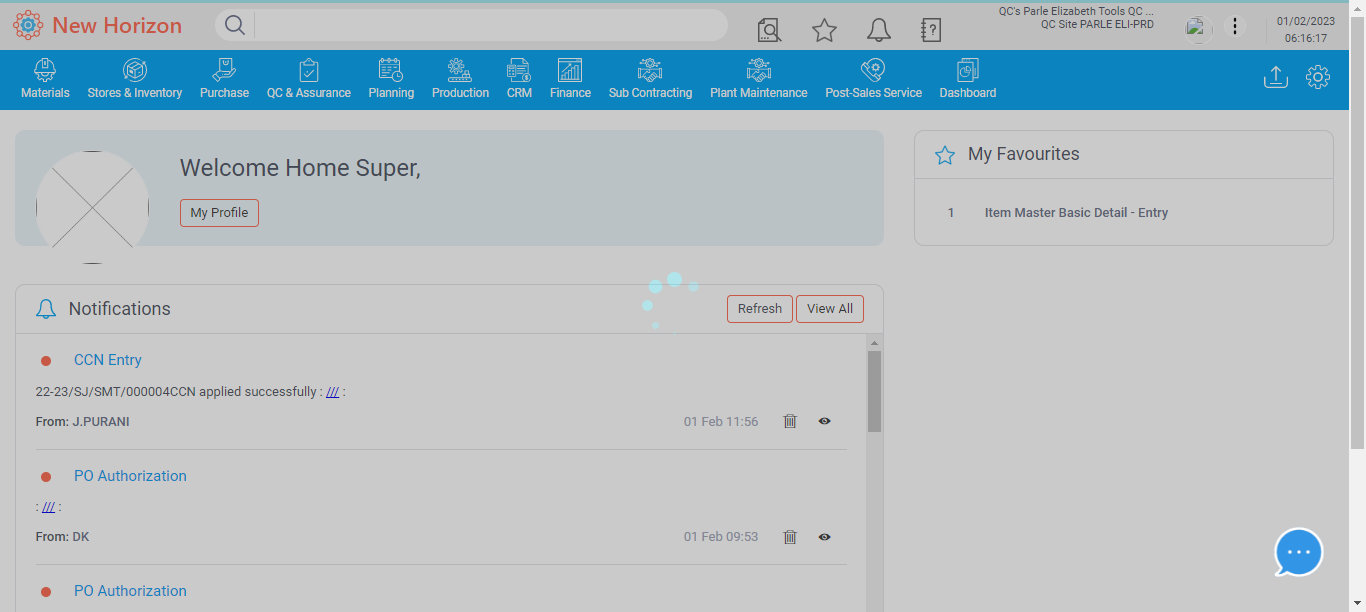 New Horizon
QC's Parle Elizabeth Tools QC ...
QC Site PARLE ELI-PRD
01/02/2023
06:16:17
Materials
Stores & Inventory
Purchase
QC & Assurance
Planning
Production
CRM
Finance
Sub Contracting
Plant Maintenance
Post-Sales Service
Dashboard
Welcome Home Super,
My Profile
My Favourites
1 Item Master Basic Detail - Entry
Notifications
Refresh
View All
CCN Entry
22-23/SJ/SMT/000004CCN applied successfully : /// :
From: J.PURANI
01 Feb 11:56
PO Authorization
: /// :
From: DK
01 Feb 09:53
PO Authorization